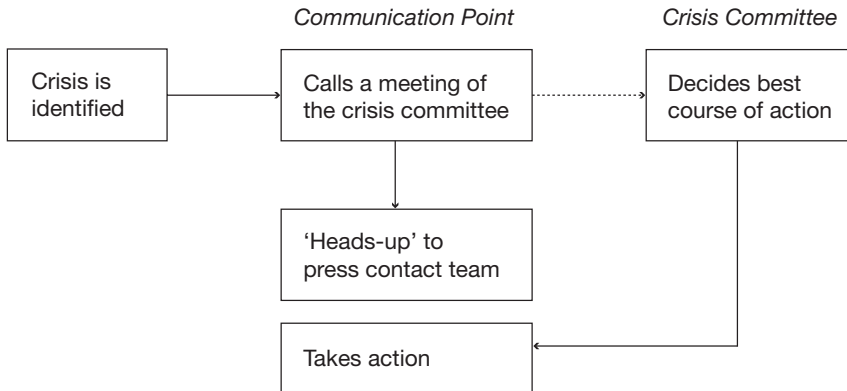 Communication Point
Crisis Committee
Crisis is
identified
Calls a meeting of
the crisis committee
Decides best
course of action
‘Heads-up’ to
press contact team
Takes action